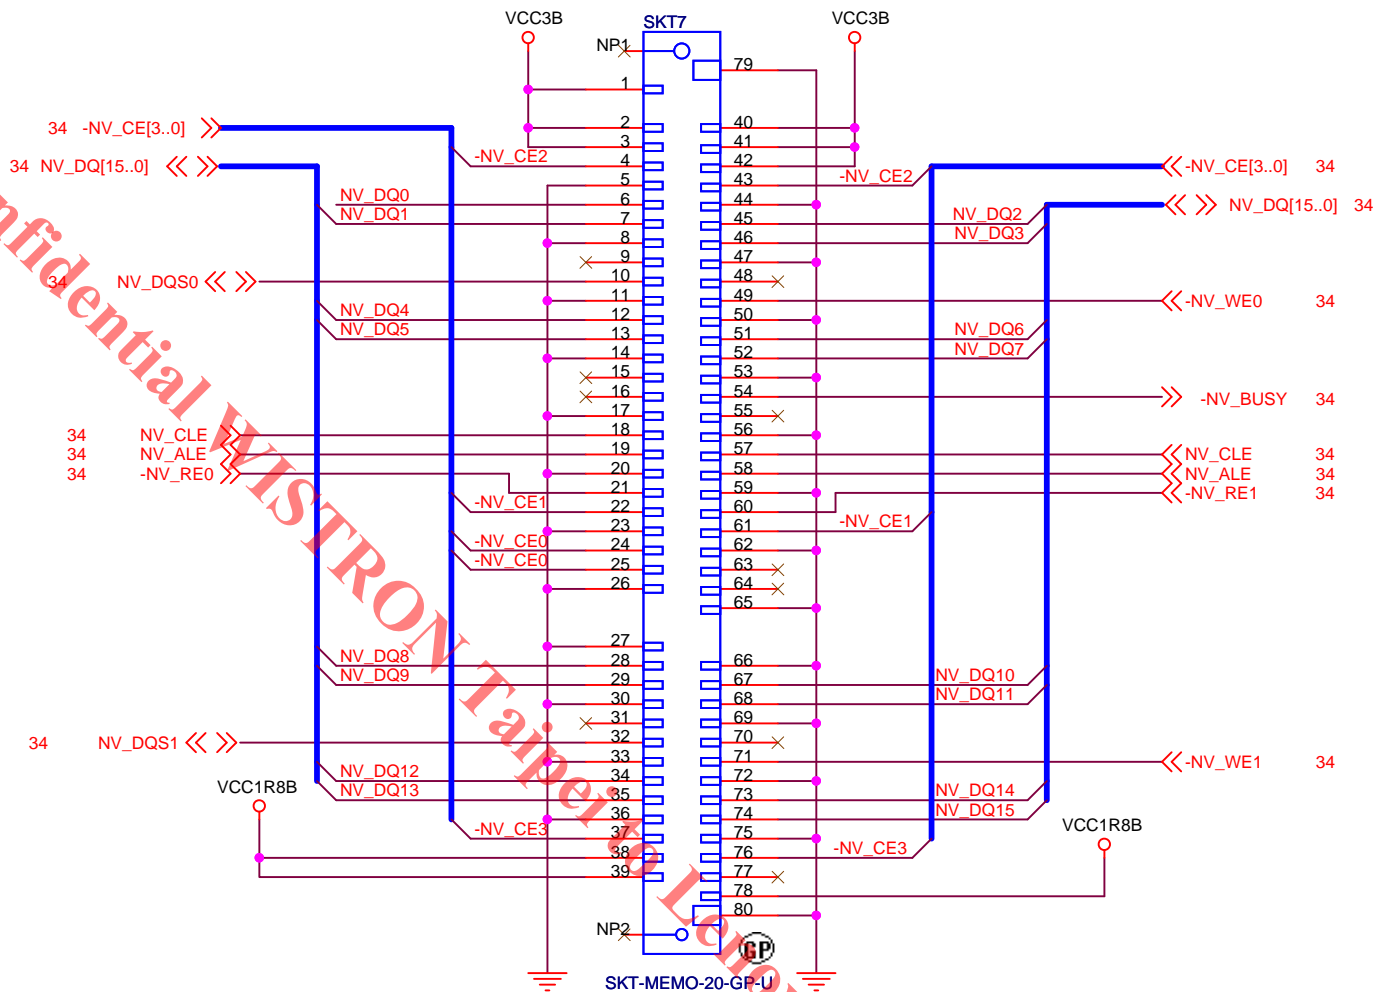 VCC3B
SKT7
VCC3B
NP1
79
1
34 -NV_CE[3..0]
2
40
3
41
-NV_CE2
4
42
34 NV_DQ[15..0]
-NV_CE[3..0] 34
5
43
-NV_CE2
NV_DQ0
6
44
NV_DQ[15..0] 34
NV_DQ1
7
45
NV_DQ2
8
46
NV_DQ3
9
47
34 NV_DQS0
10
48
11
49
-NV_WE0 34
NV_DQ4
12
50
NV_DQ5
13
51
NV_DQ6
14
52
NV_DQ7
15
53
16
54
-NV_BUSY 34
17
55
34 NV_CLE
18
56
34 NV_ALE
19
57
NV_CLE 34
34 -NV_RE0
20
58
NV_ALE 34
21
59
-NV_RE1 34
-NV_CE1
22
60
23
61
-NV_CE1
-NV_CE0
24
62
-NV_CE0
25
63
26
64
65
27
NV_DQ8
28
66
NV_DQ9
29
67
NV_DQ10
30
68
NV_DQ11
31
69
34 NV_DQS1
32
70
33
71
-NV_WE1 34
NV_DQ12
34
72
NV_DQ13
35
73
NV_DQ14
VCC1R8B
36
74
NV_DQ15
-NV_CE3
37
75
VCC1R8B
38
76
-NV_CE3
39
77
78
80
NP2
GP
SKT-MEMO-20-GP-U
nfidential WISTRON Taipei to Leno